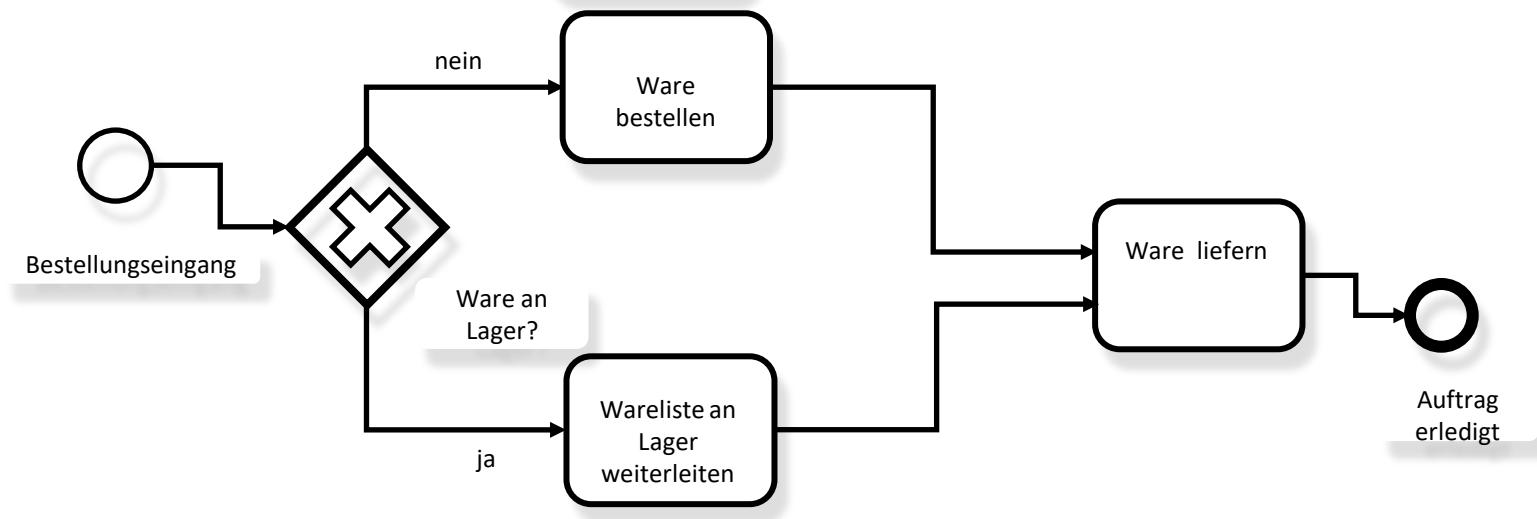 nein
Ware
bestellen
Bestellungseingang
Ware an
Lager?
Ware  liefern
Wareliste an
Lager
weiterleiten
ja
Auftrag
erledigt